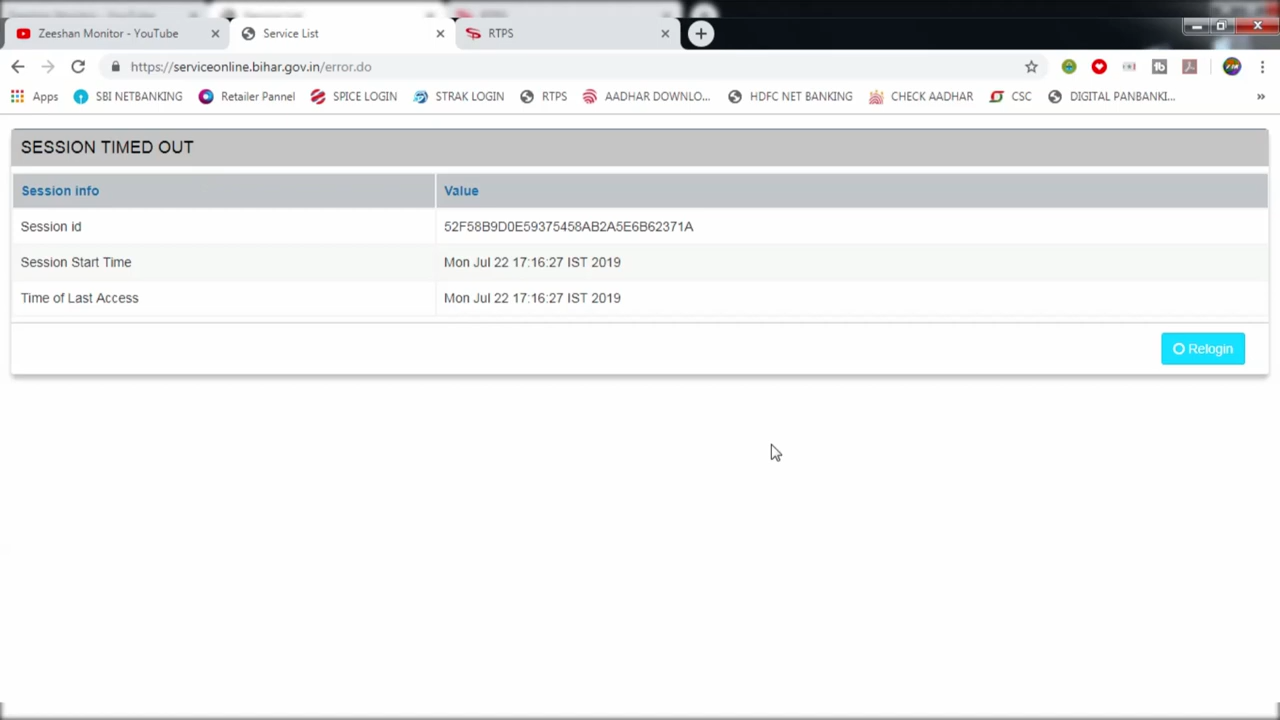 Zeeshan Monitor - YouTube
Service List
RTPS
https://serviceonline.bihar.gov.in/error.do
Apps SBI NETBANKING Retailer Pannel SPICE LOGIN STRAK LOGIN RTPS AADHAR DOWNLO... HDFC NET BANKING CHECK AADHAR CSC DIGITAL PANBANKI... »
SESSION TIMED OUT
Session info Value
Session id 52F58B9D0E59375458AB2A5E6B62371A
Session Start Time Mon Jul 22 17:16:27 IST 2019
Time of Last Access Mon Jul 22 17:16:27 IST 2019
Relogin